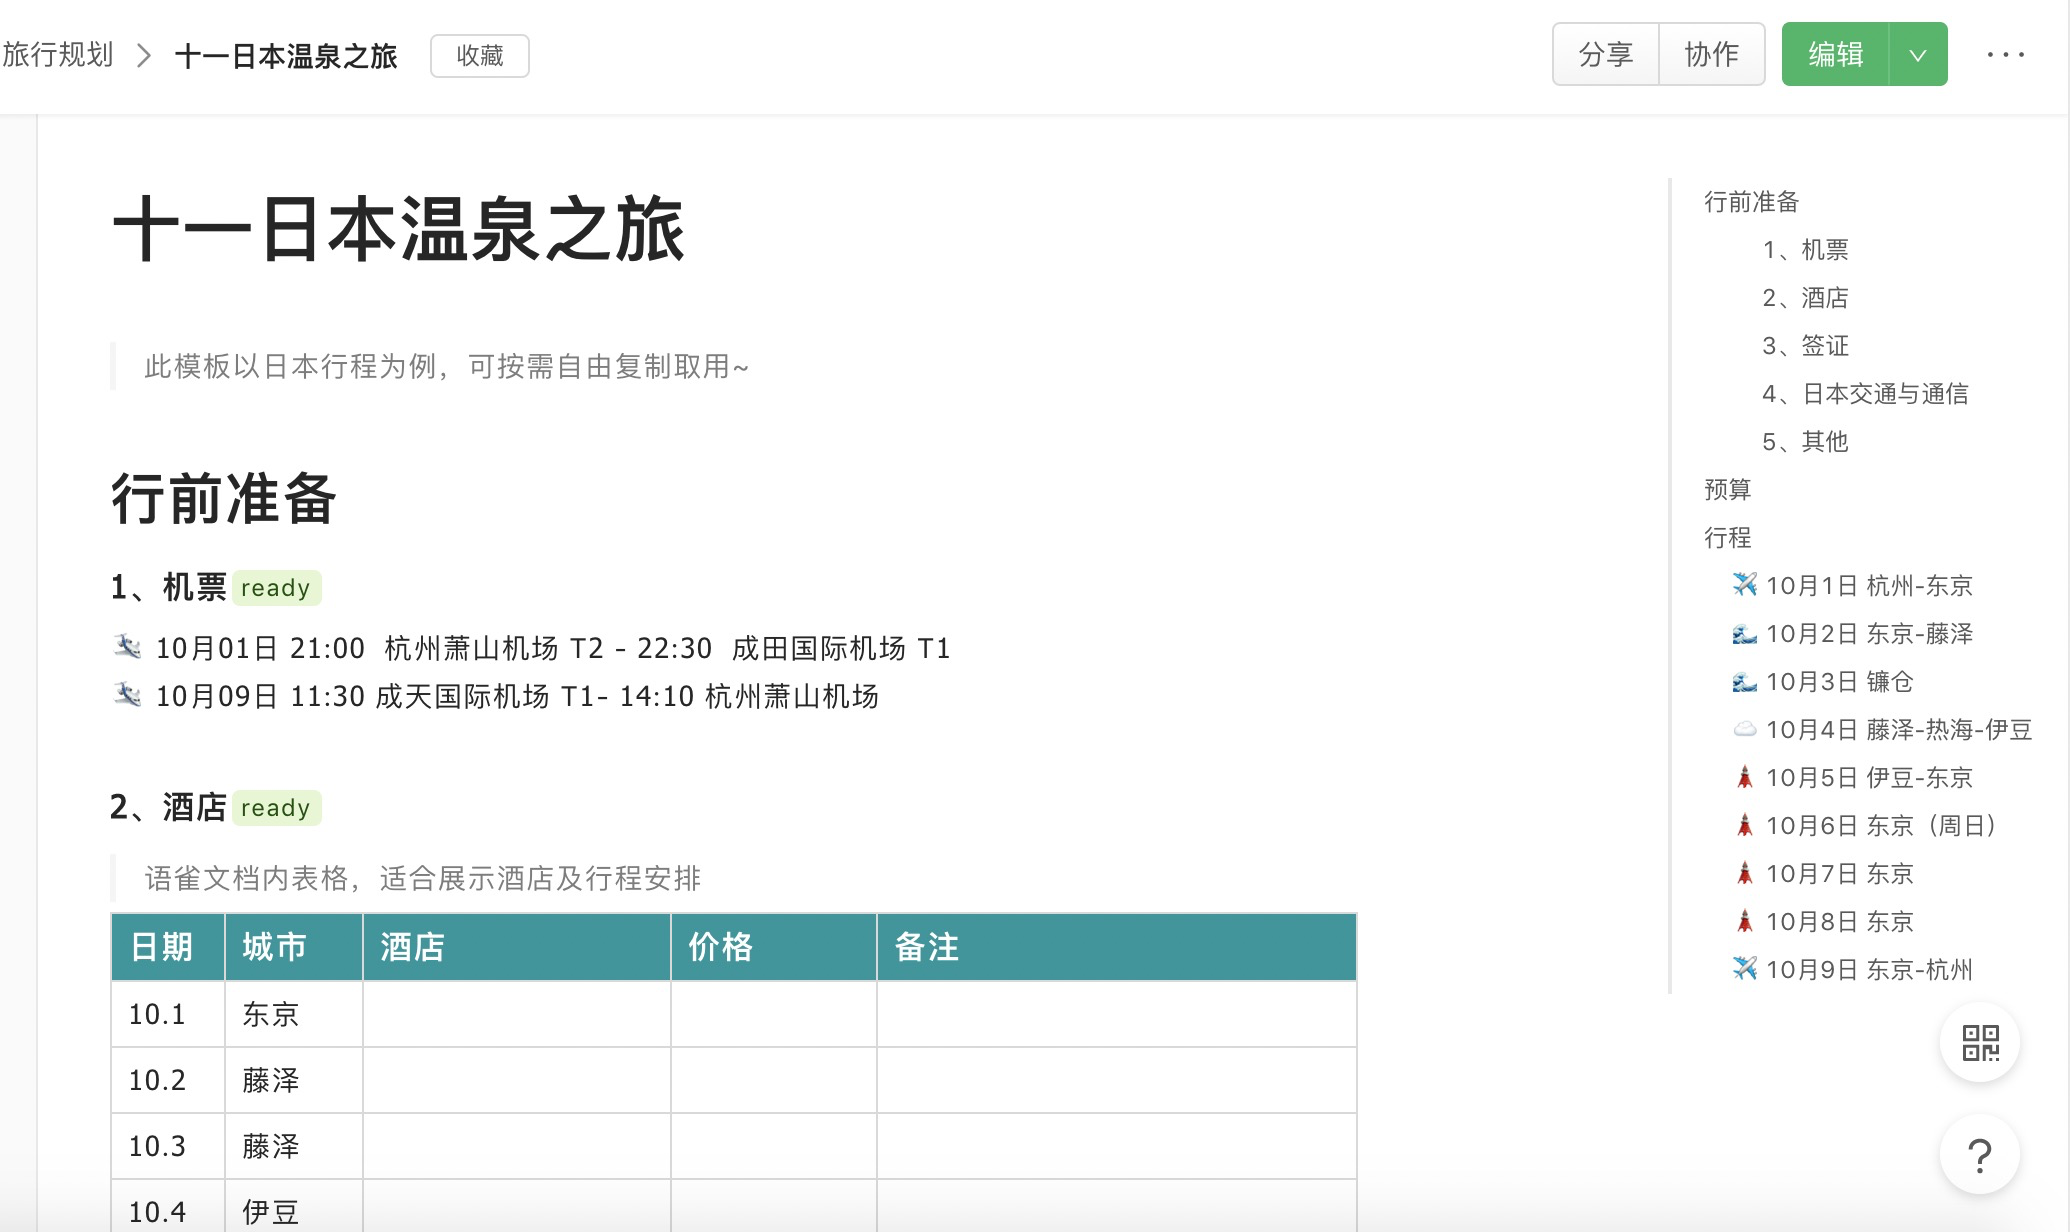 旅行规划 > 十一日本温泉之旅 收藏 分享 协作 编辑 ···
十一日本温泉之旅
此模板以日本行程为例，可按需自由复制取用~
行前准备
1、机票 ready
10月01日 21:00 杭州萧山机场 T2 - 22:30 成田国际机场 T1
10月09日 11:30 成天国际机场 T1- 14:10 杭州萧山机场
2、酒店 ready
语雀文档内表格，适合展示酒店及行程安排
日期 城市 酒店 价格 备注
10.1 东京
10.2 藤泽
10.3 藤泽
10.4 伊豆
行前准备
1、机票
2、酒店
3、签证
4、日本交通与通信
5、其他
预算
行程
✈️ 10月1日 杭州-东京
🌊 10月2日 东京-藤泽
🌊 10月3日 镰仓
☁️ 10月4日 藤泽-热海-伊豆
🗼 10月5日 伊豆-东京
🗼 10月6日 东京（周日）
🗼 10月7日 东京
🗼 10月8日 东京
✈️ 10月9日 东京-杭州
?